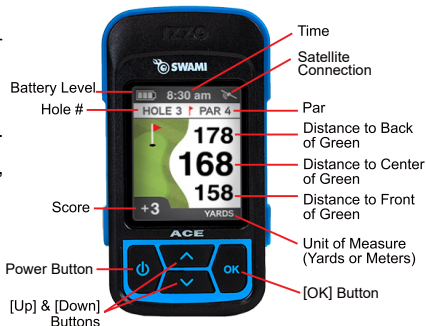 IZZO
SWAMI
8:30 am
HOLE 3 PAR 4
178
168
158
+3
YARDS
ACE
OK
Time
Satellite
Connection
Battery Level
Hole #
Par
Distance to Back
of Green
Distance to Center
of Green
Distance to Front
of Green
Score
Unit of Measure
(Yards or Meters)
Power Button
[OK] Button
[Up] & [Down]
Buttons